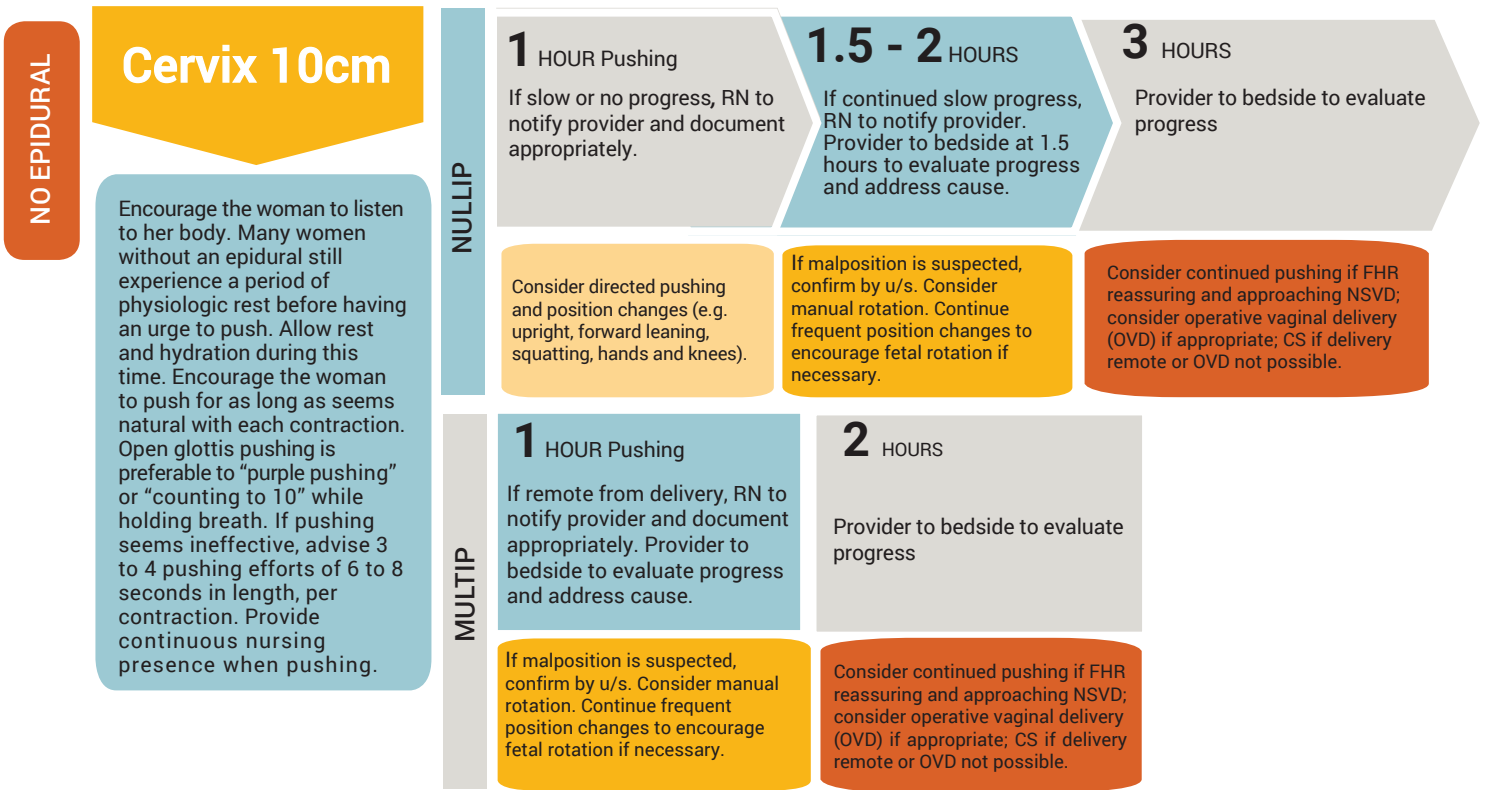 NO EPIDURAL
Cervix 10cm
Encourage the woman to listen
to her body. Many women
without an epidural still
experience a period of
physiologic rest before having
an urge to push. Allow rest
and hydration during this
time. Encourage the woman
to push for as long as seems
natural with each contraction.
Open glottis pushing is
preferable to “purple pushing”
or “counting to 10” while
holding breath. If pushing
seems ineffective, advise 3
to 4 pushing efforts of 6 to 8
seconds in length, per
contraction. Provide
continuous nursing
presence when pushing.
NULLIP
1 HOUR Pushing
If slow or no progress, RN to
notify provider and document
appropriately.
1.5 - 2 HOURS
If continued slow progress,
RN to notify provider.
Provider to bedside at 1.5
hours to evaluate progress
and address cause.
3 HOURS
Provider to bedside to evaluate
progress
Consider directed pushing
and position changes (e.g.
upright, forward leaning,
squatting, hands and knees).
If malposition is suspected,
confirm by u/s. Consider
manual rotation. Continue
frequent position changes to
encourage fetal rotation if
necessary.
Consider continued pushing if FHR
reassuring and approaching NSVD;
consider operative vaginal delivery
(OVD) if appropriate; CS if delivery
remote or OVD not possible.
MULTIP
1 HOUR Pushing
If remote from delivery, RN to
notify provider and document
appropriately. Provider to
bedside to evaluate progress
and address cause.
2 HOURS
Provider to bedside to evaluate
progress
If malposition is suspected,
confirm by u/s. Consider manual
rotation. Continue frequent
position changes to encourage
fetal rotation if necessary.
Consider continued pushing if FHR
reassuring and approaching NSVD;
consider operative vaginal delivery
(OVD) if appropriate; CS if delivery
remote or OVD not possible.